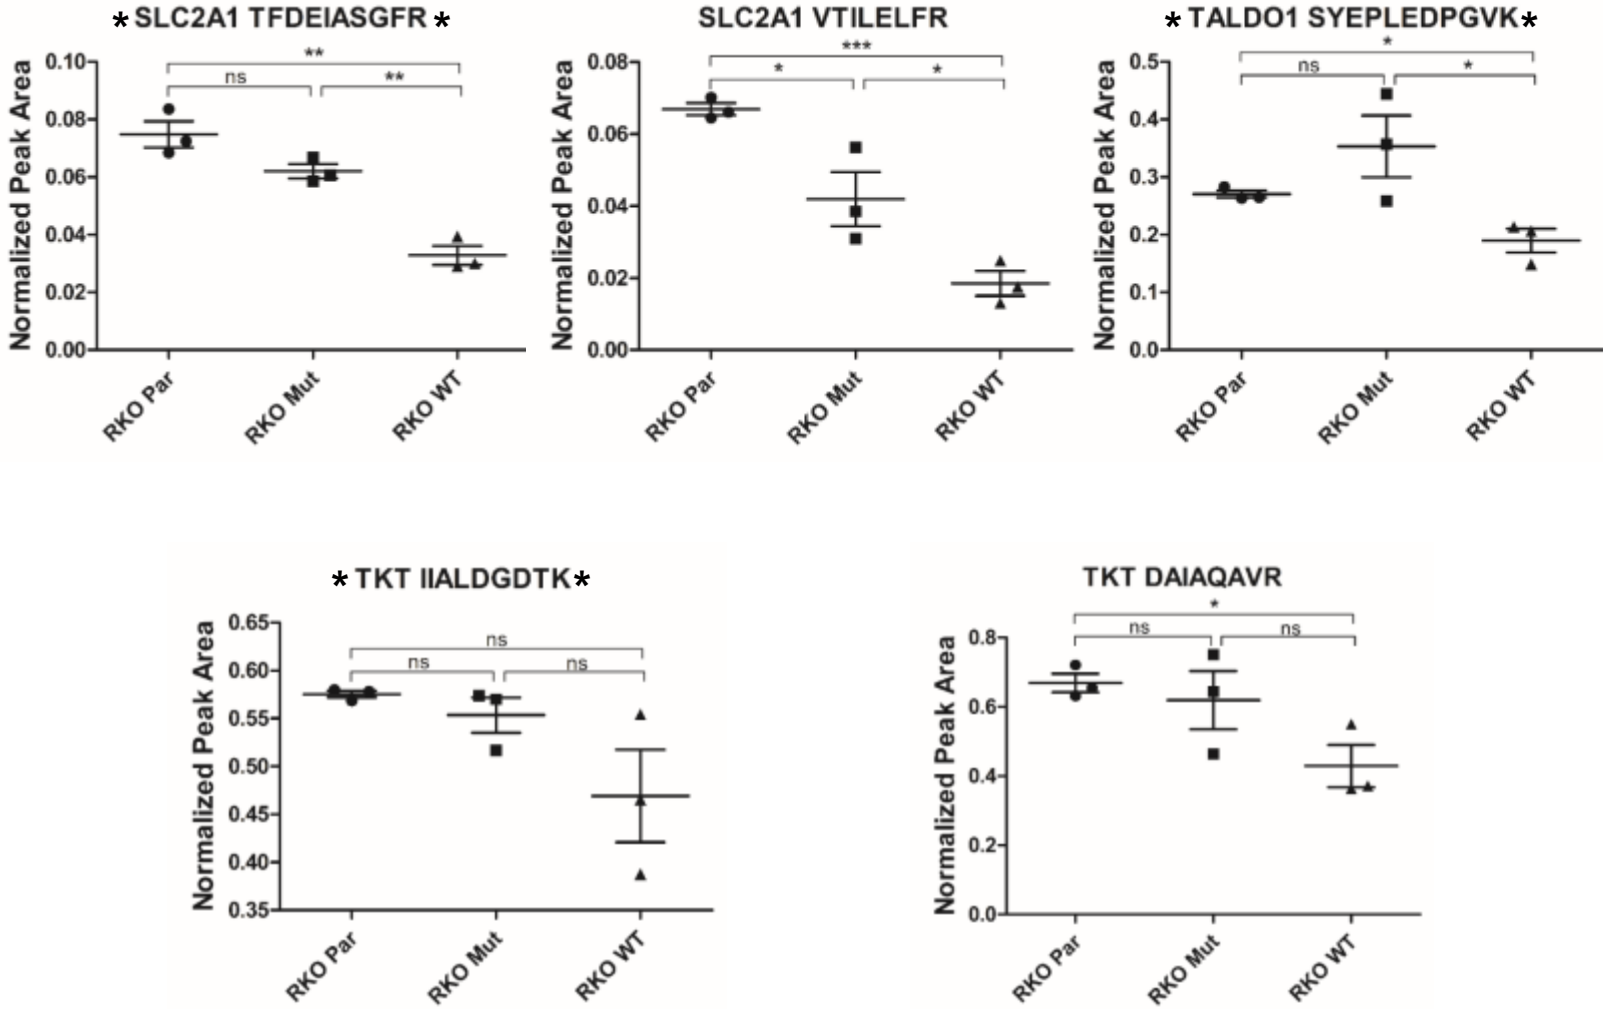 * SLC2A1 TFDEIASGFR *
Normalized Peak Area
0.10
0.08
0.06
0.04
0.02
0.00
**
ns
**
RKO Par
RKO Mut
RKO WT
SLC2A1 VTILELFR
Normalized Peak Area
0.08
0.06
0.04
0.02
0.00
***
*
*
RKO Par
RKO Mut
RKO WT
* TALDO1 SYEPLEDPGVK *
Normalized Peak Area
0.5
0.4
0.3
0.2
0.1
0.0
*
ns
*
RKO Par
RKO Mut
RKO WT
* TKT IIALDGDTK *
Normalized Peak Area
0.65
0.60
0.55
0.50
0.45
0.40
0.35
ns
ns
ns
RKO Par
RKO Mut
RKO WT
TKT DAIAQAVR
Normalized Peak Area
0.8
0.6
0.4
0.2
0.0
*
ns
ns
RKO Par
RKO Mut
RKO WT